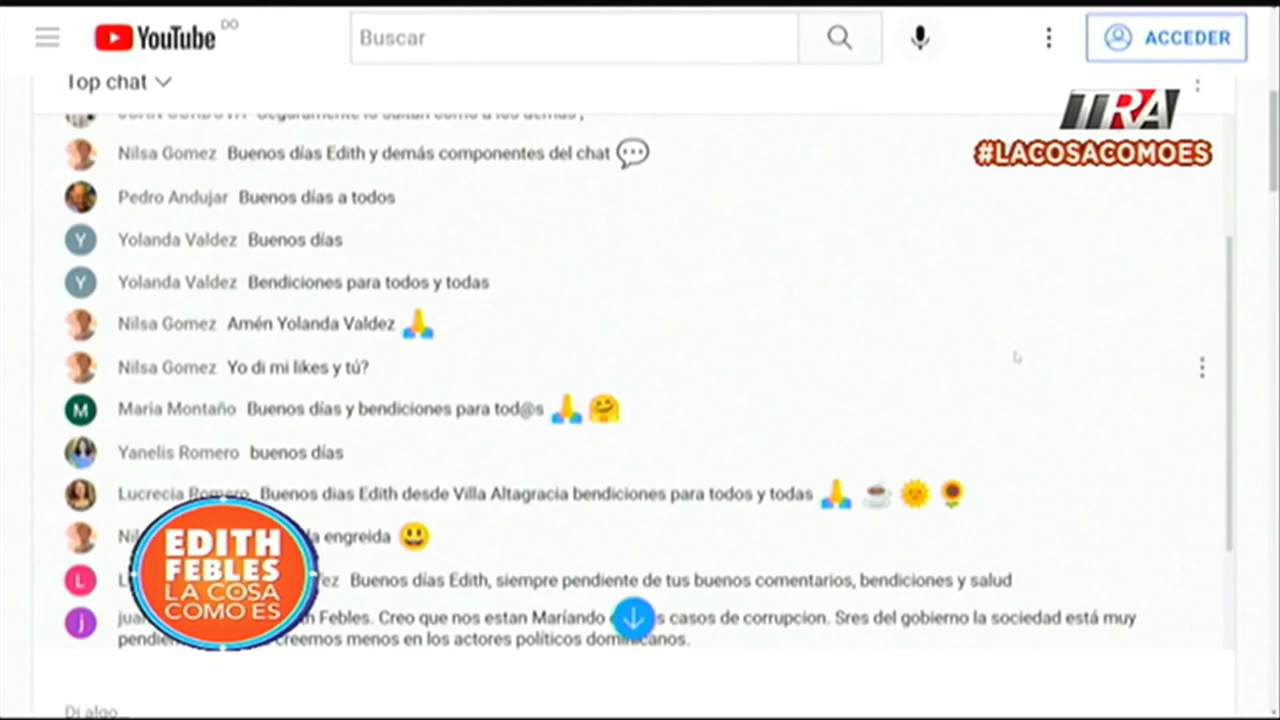 YouTube DO
Buscar
ACCEDER
Top chat
TRA
#LACOSACOMOES
Nilsa Gomez Buenos días Edith y demás componentes del chat
Pedro Andujar Buenos días a todos
Y Yolanda Valdez Buenos días
Y Yolanda Valdez Bendiciones para todos y todas
Nilsa Gomez Amén Yolanda Valdez 🙏
Nilsa Gomez Yo di mi likes y tú?
M Maria Montaño Buenos días y bendiciones para tod@s 🙏 🤗
Yanelis Romero buenos días
Lucrecia Romero Buenos dias Edith desde Villa Altagracia bendiciones para todos y todas 🙏 ☕ 🌞 🌻
engreida 😃
L Buenos días Edith, siempre pendiente de tus buenos comentarios, bendiciones y salud
j Febles. Creo que nos estan Maríando casos de corrupcion. Sres del gobierno la sociedad está muy
creemos menos en los actores políticos dominicanos.
EDITH
FEBLES
LA COSA
COMO ES
Di algo...